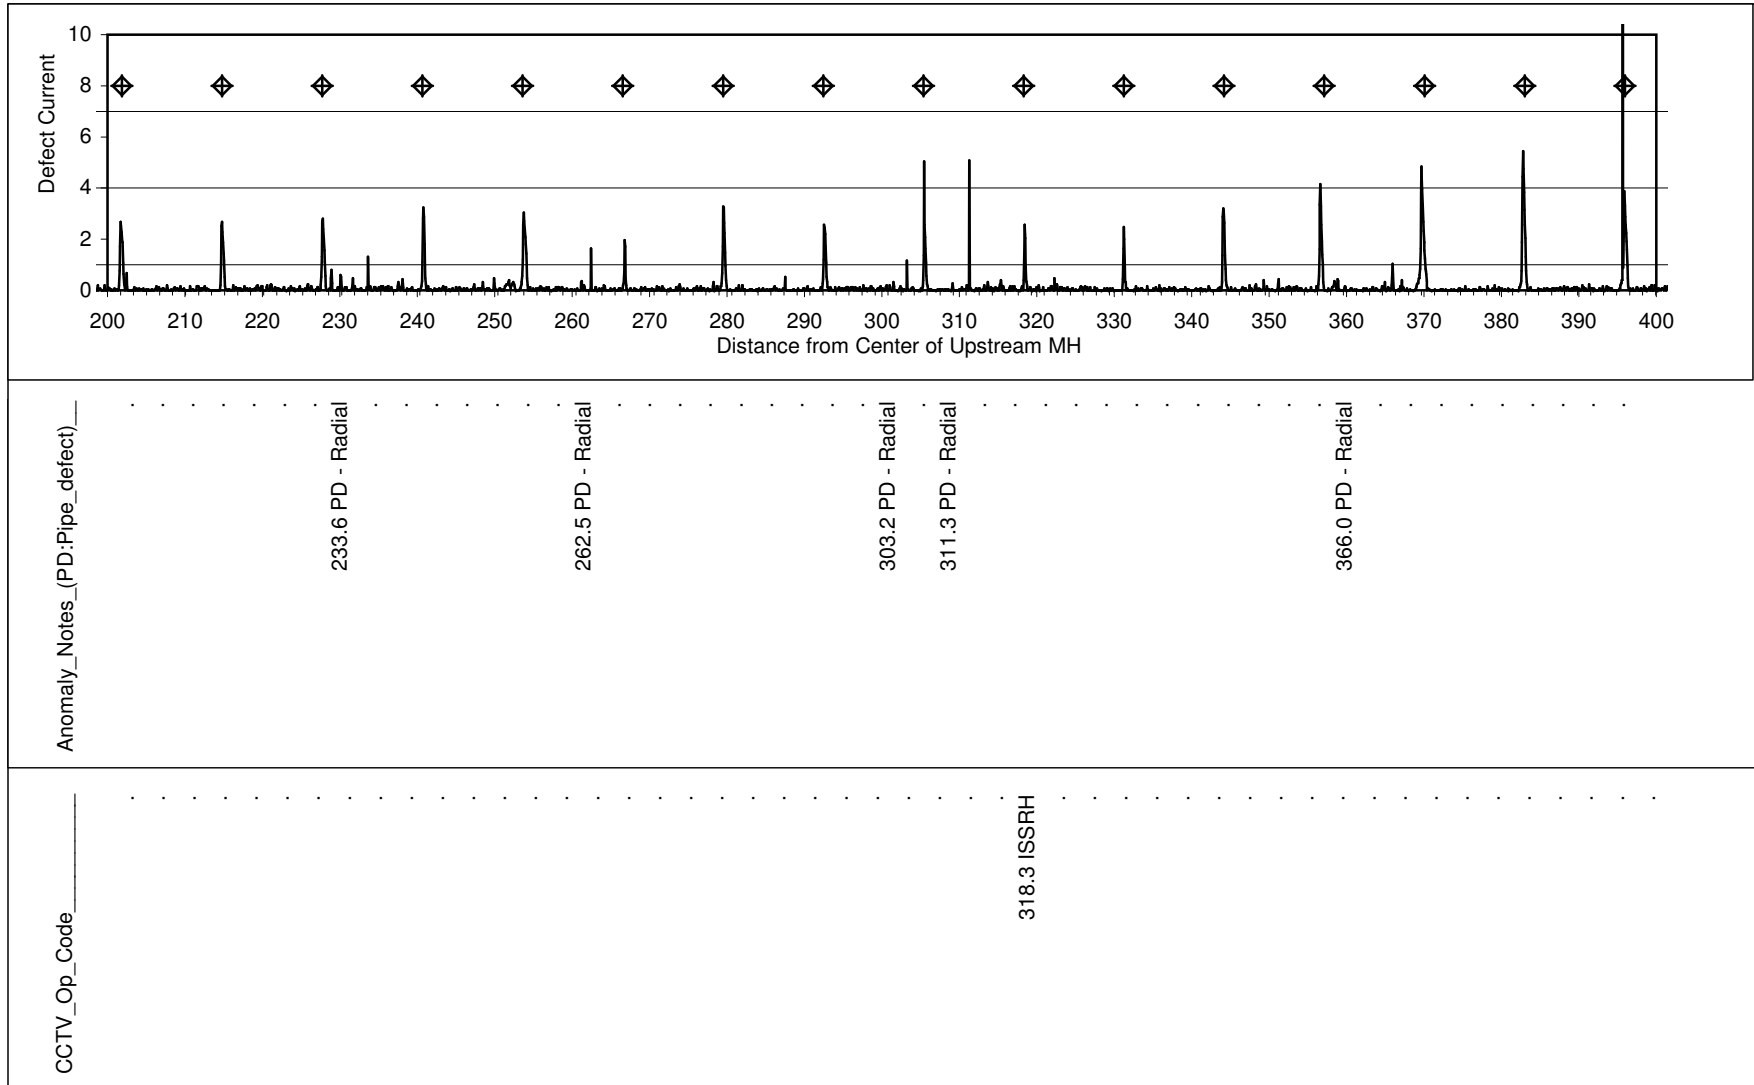 Defect Current
10
8
6
4
2
0
200 210 220 230 240 250 260 270 280 290 300 310 320 330 340 350 360 370 380 390 400
Distance from Center of Upstream MH
Anomaly_Notes_(PD:Pipe_defect)__
233.6 PD - Radial
262.5 PD - Radial
303.2 PD - Radial
311.3 PD - Radial
366.0 PD - Radial
CCTV_Op_Code____________
318.3 ISSRH